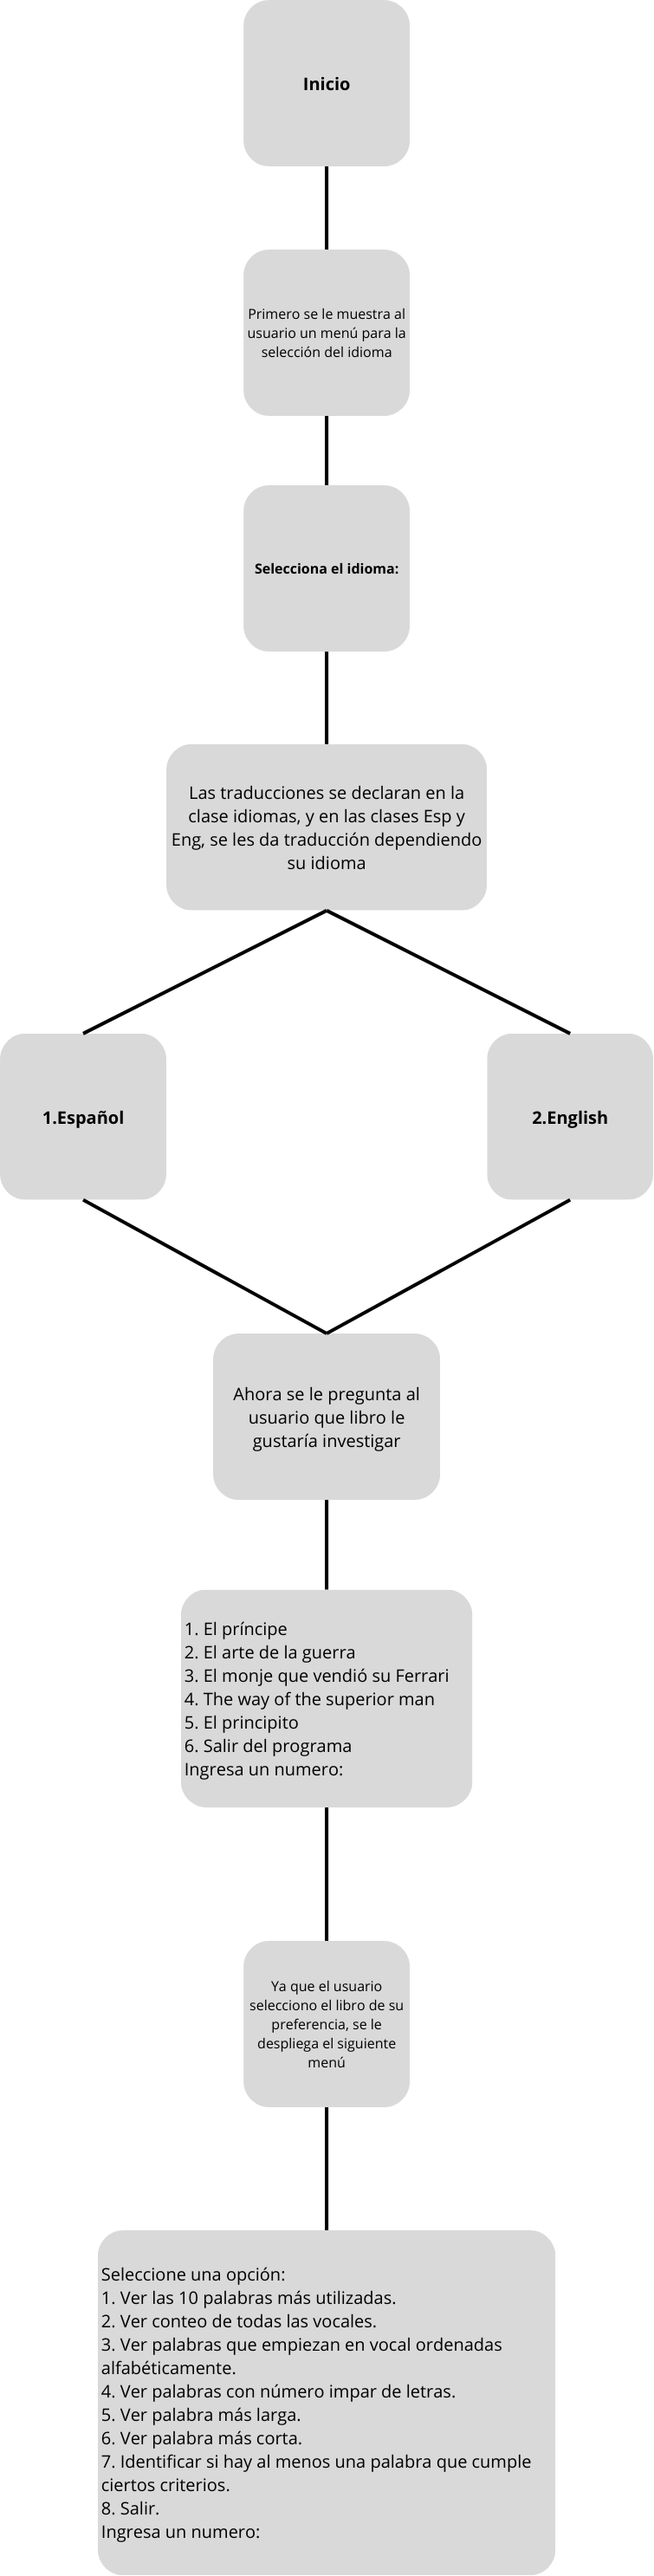 Inicio
Primero se le muestra al
usuario un menú para la
selección del idioma
Selecciona el idioma:
Las traducciones se declaran en la
clase idiomas, y en las clases Esp y
Eng, se les da traducción dependiendo
su idioma
1.Español
2.English
Ahora se le pregunta al
usuario que libro le
gustaría investigar
1. El príncipe
2. El arte de la guerra
3. El monje que vendió su Ferrari
4. The way of the superior man
5. El principito
6. Salir del programa
Ingresa un numero:
Ya que el usuario
selecciono el libro de su
preferencia, se le
despliega el siguiente
menú
Seleccione una opción:
1. Ver las 10 palabras más utilizadas.
2. Ver conteo de todas las vocales.
3. Ver palabras que empiezan en vocal ordenadas
alfabéticamente.
4. Ver palabras con número impar de letras.
5. Ver palabra más larga.
6. Ver palabra más corta.
7. Identificar si hay al menos una palabra que cumple
ciertos criterios.
8. Salir.
Ingresa un numero: